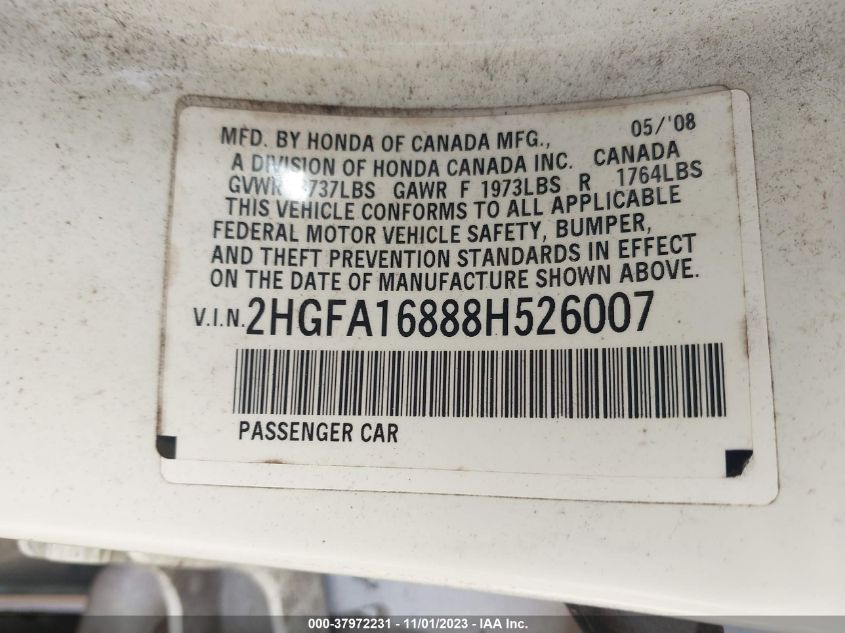 MFD. BY HONDA OF CANADA MFG., 05/'08
A DIVISION OF HONDA CANADA INC. CANADA
GVWR 737LBS GAWR F 1973LBS R 1764LBS
THIS VEHICLE CONFORMS TO ALL APPLICABLE
FEDERAL MOTOR VEHICLE SAFETY, BUMPER,
AND THEFT PREVENTION STANDARDS IN EFFECT
ON THE DATE OF MANUFACTURE SHOWN ABOVE.
V.I.N. 2HGFA16888H526007
PASSENGER CAR
000-37972231 - 11/01/2023 - IAA Inc.